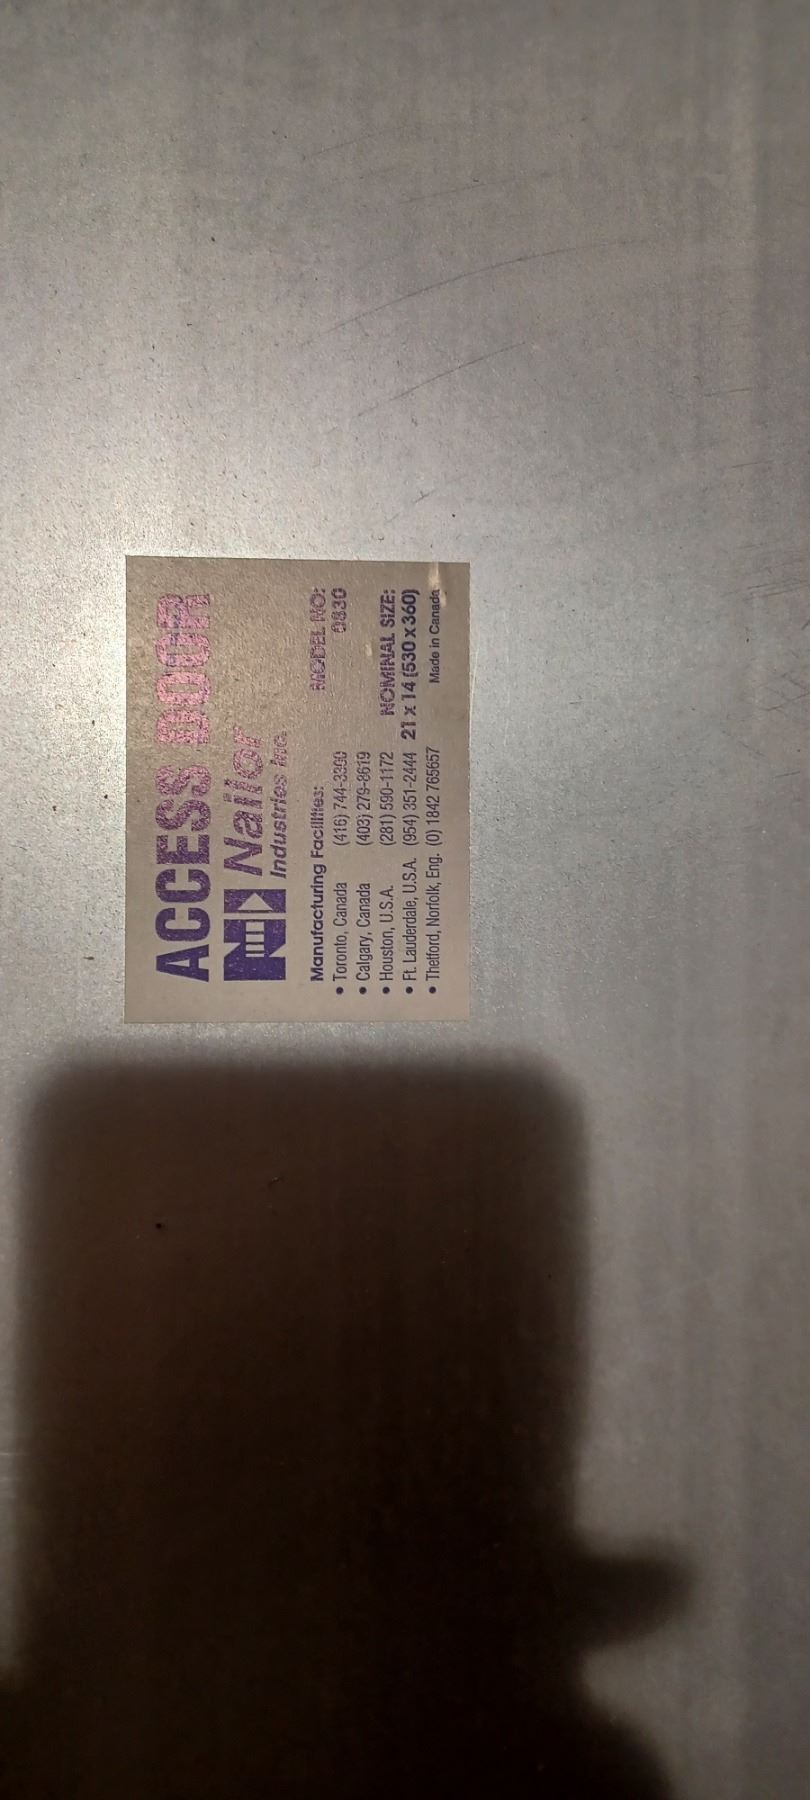 ACCESS DOOR
Nailor
Industries Inc.
Manufacturing Facilities:
• Toronto, Canada (416) 744-3300
• Calgary, Canada (403) 279-8619
• Houston, U.S.A. (281) 590-1172
• Ft. Lauderdale, U.S.A. (954) 351-2444
• Thetford, Norfolk, Eng. (0) 1842 765657
MODEL NO:
0830
NOMINAL SIZE:
21 x 14 (530 x 360)
Made in Canada